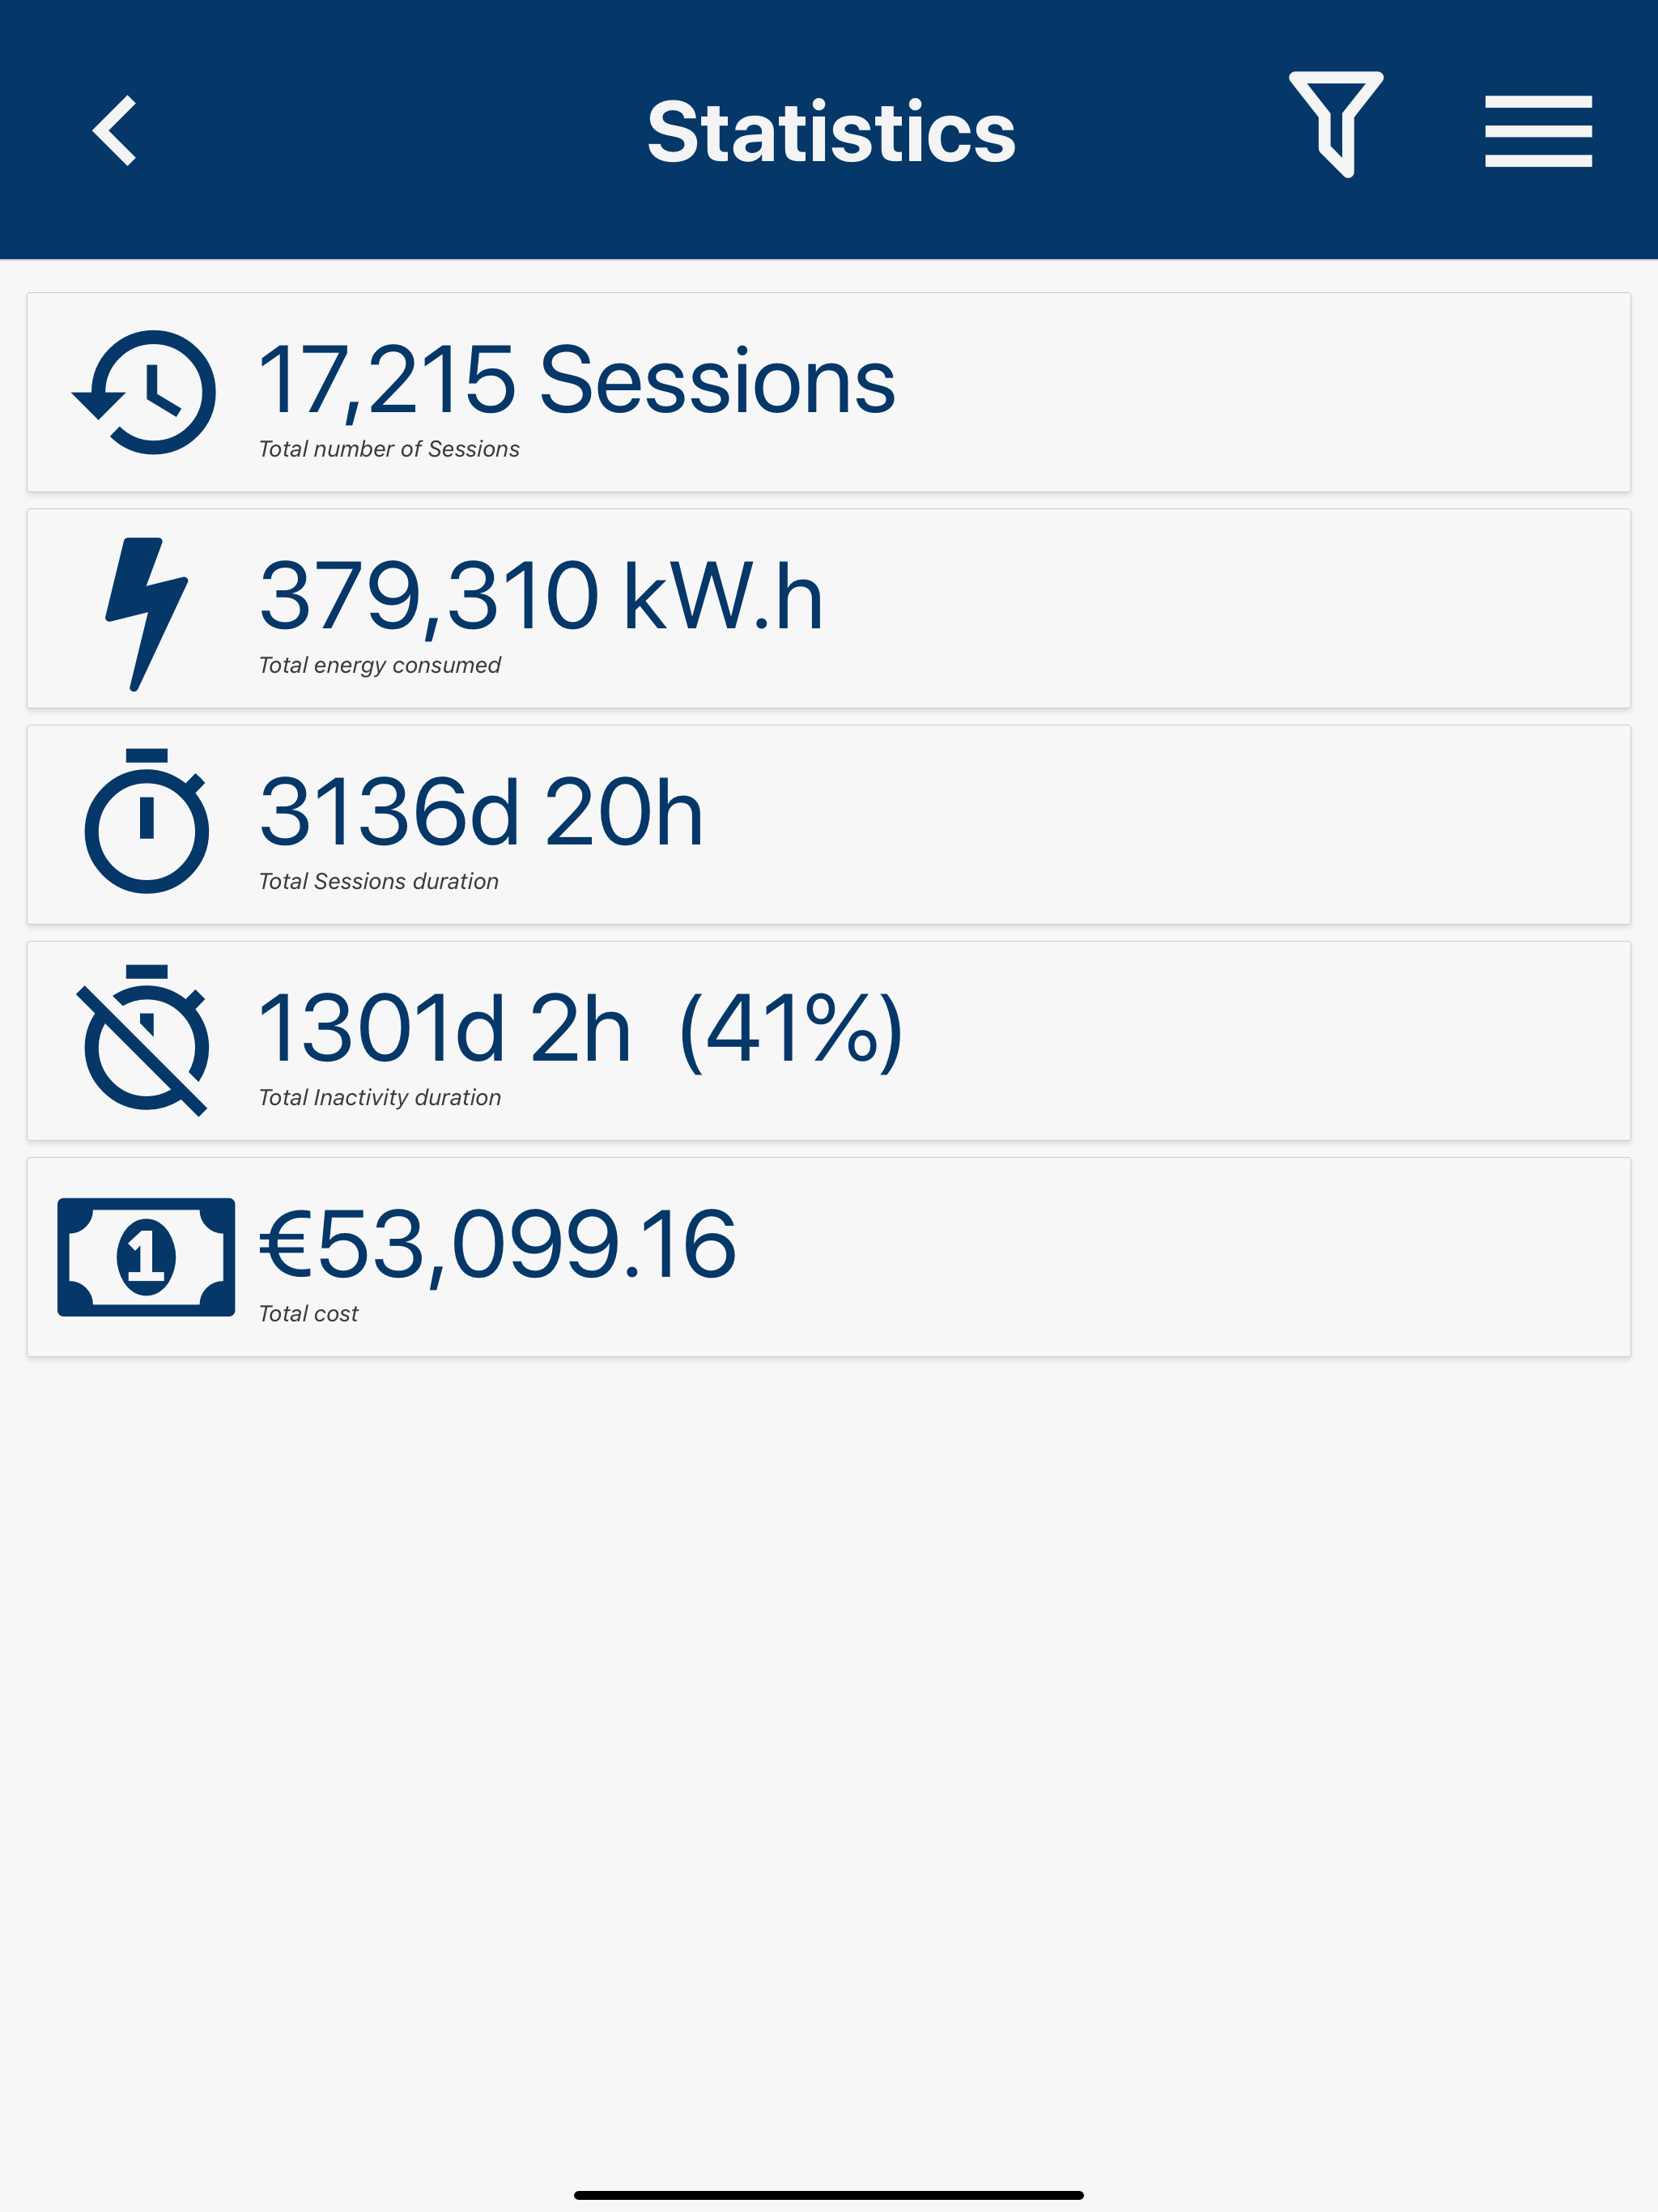 Statistics
17,215 Sessions
Total number of Sessions
379,310 kW.h
Total energy consumed
3136d 20h
Total Sessions duration
1301d 2h (41%)
Total Inactivity duration
1
€53,099.16
Total cost